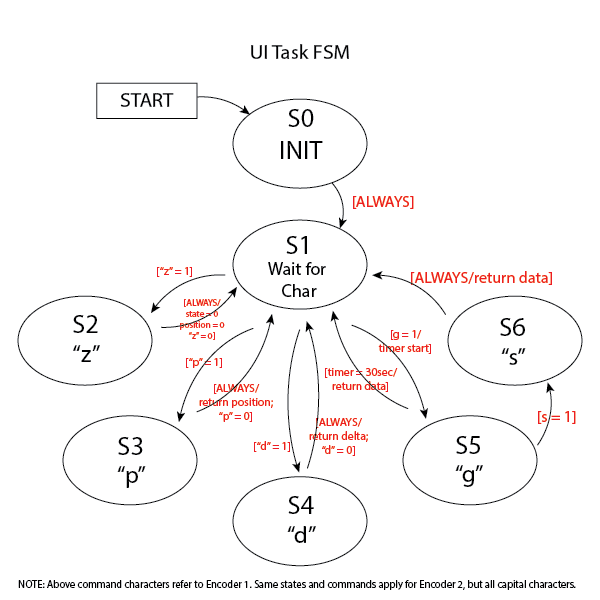 UI Task FSM
START
S0
INIT
[ALWAYS]
S1
Wait for
Char
[“z” = 1]
[ALWAYS/
state = 0
position = 0
“z” = 0]
[ALWAYS/return data]
S2
“z”
S6
“s”
[g = 1/
timer start]
[“p” = 1]
[timer = 30sec/
return data]
[ALWAYS/
return position;
“p” = 0]
[s = 1]
[ALWAYS/
return delta;
“d” = 0]
[“d” = 1]
S3
“p”
S5
“g”
S4
“d”
NOTE: Above command characters refer to Encoder 1. Same states and commands apply for Encoder 2, but all capital characters.